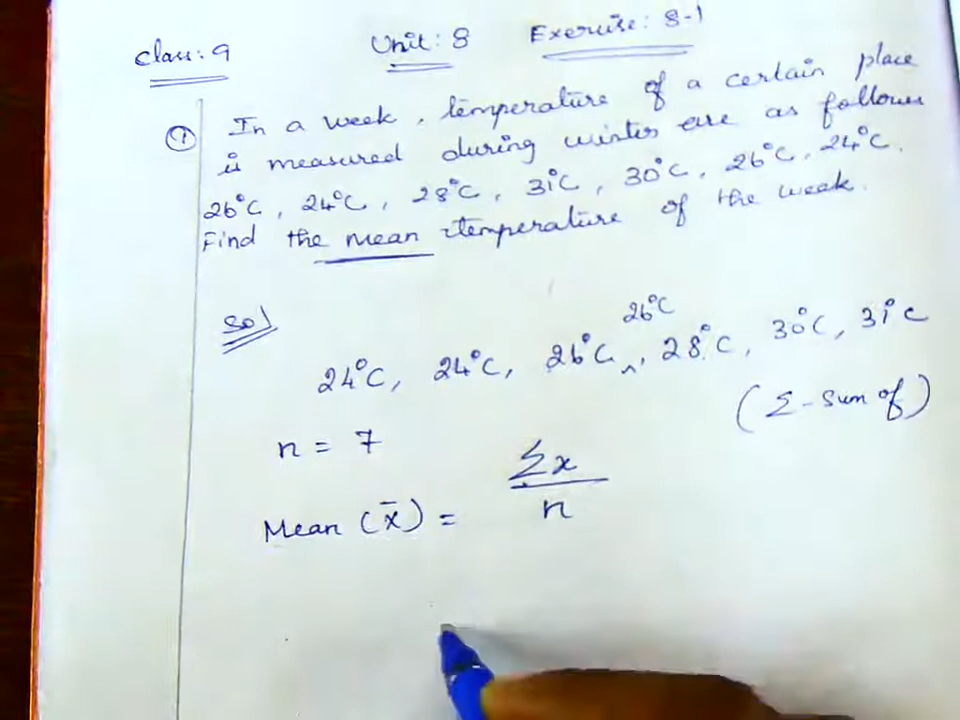 Class: 9 Unit: 8 Exercise: 8-1
① In a week, temperature of a certain place
is measured during winter are as follows
26°C, 24°C, 28°C, 31°C, 30°C, 26°C, 24°C.
Find the mean temperature of the weak.
Sol
26°C
24°C, 24°C, 26°C ‸, 28°C, 30°C, 31°C
(Σ - sum of)
n = 7
Mean (x̄) = Σx / n